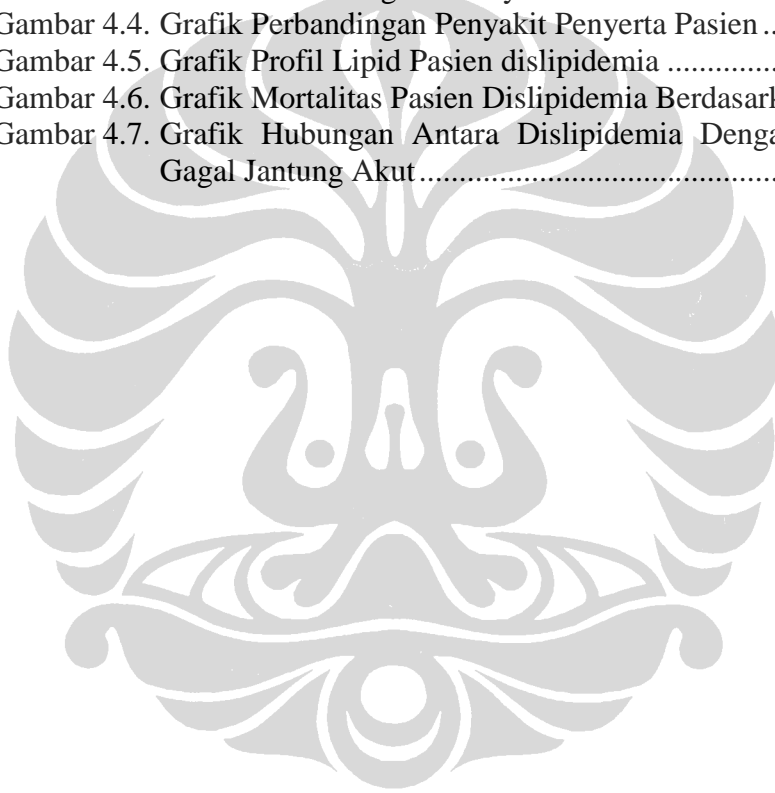 Gambar 4.4. Grafik Perbandingan Penyakit Penyerta Pasien ..
Gambar 4.5. Grafik Profil Lipid Pasien dislipidemia ..............
Gambar 4.6. Grafik Mortalitas Pasien Dislipidemia
Gambar 4.7. Grafik Hubungan Antara Dislipidemia
Gagal Jantung Akut ............................................